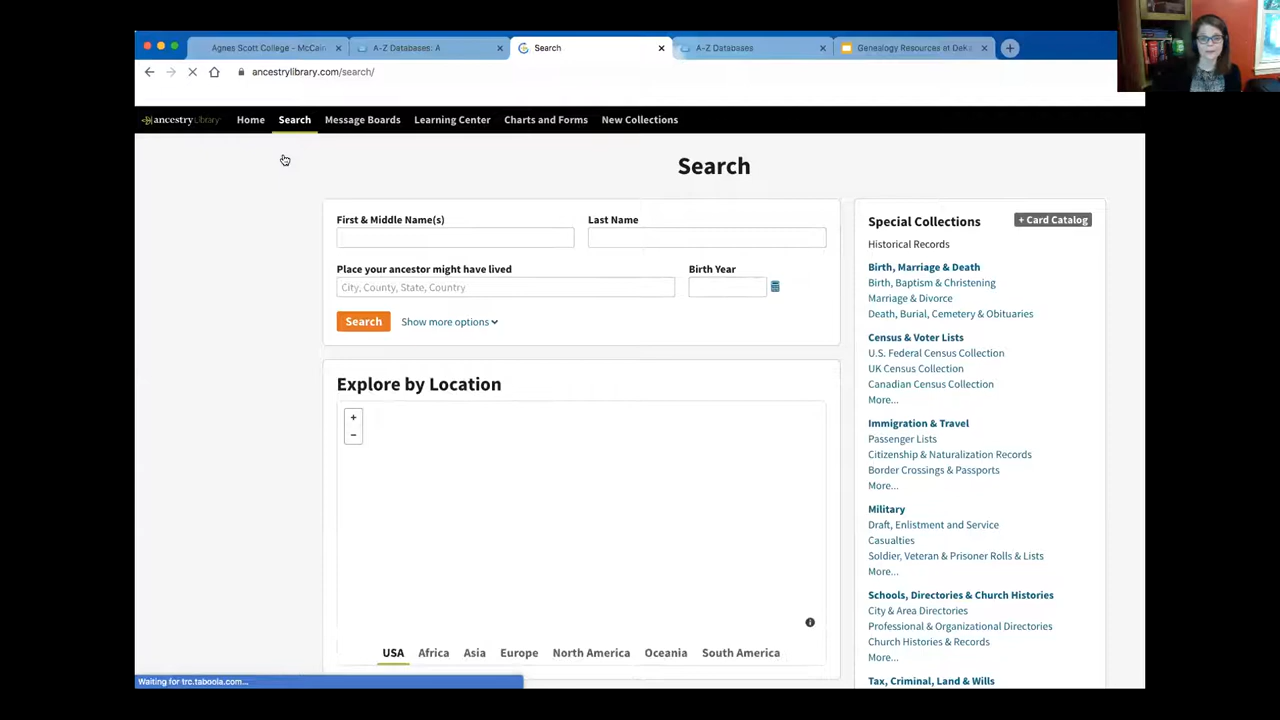 Agnes Scott College - McCain
A-Z Databases: A
Search
A-Z Databases
Genealogy Resources at DeKa
ancestrylibrary.com/search/
ancestryLibrary
Home
Search
Message Boards
Learning Center
Charts and Forms
New Collections
Search
First & Middle Name(s)
Last Name
Place your ancestor might have lived
Birth Year
City, County, State, Country
Search
Show more options
Explore by Location
+
−
USA
Africa
Asia
Europe
North America
Oceania
South America
Special Collections
+ Card Catalog
Historical Records
Birth, Marriage & Death
Birth, Baptism & Christening
Marriage & Divorce
Death, Burial, Cemetery & Obituaries
Census & Voter Lists
U.S. Federal Census Collection
UK Census Collection
Canadian Census Collection
More...
Immigration & Travel
Passenger Lists
Citizenship & Naturalization Records
Border Crossings & Passports
More...
Military
Draft, Enlistment and Service
Casualties
Soldier, Veteran & Prisoner Rolls & Lists
More...
Schools, Directories & Church Histories
City & Area Directories
Professional & Organizational Directories
Church Histories & Records
More...
Tax, Criminal, Land & Wills
Waiting for trc.taboola.com...